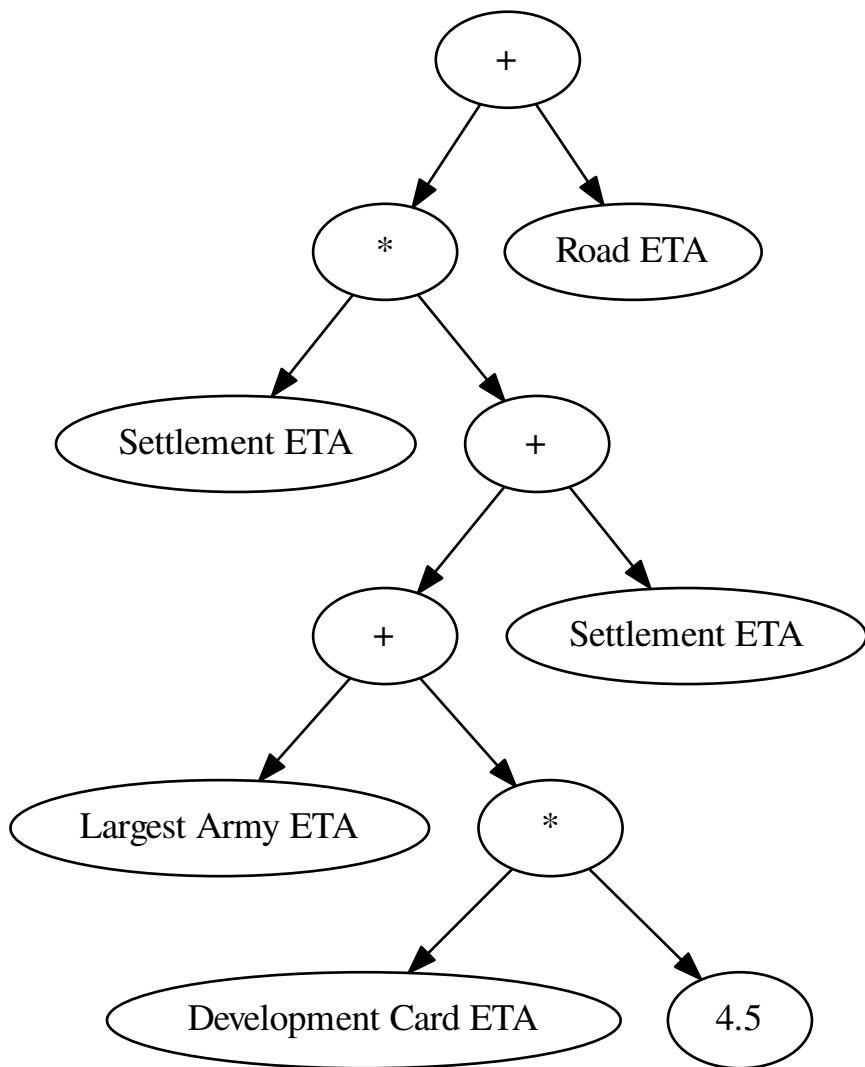 +
*
Road ETA
Settlement ETA
+
+
Settlement ETA
Largest Army ETA
*
Development Card ETA
4.5